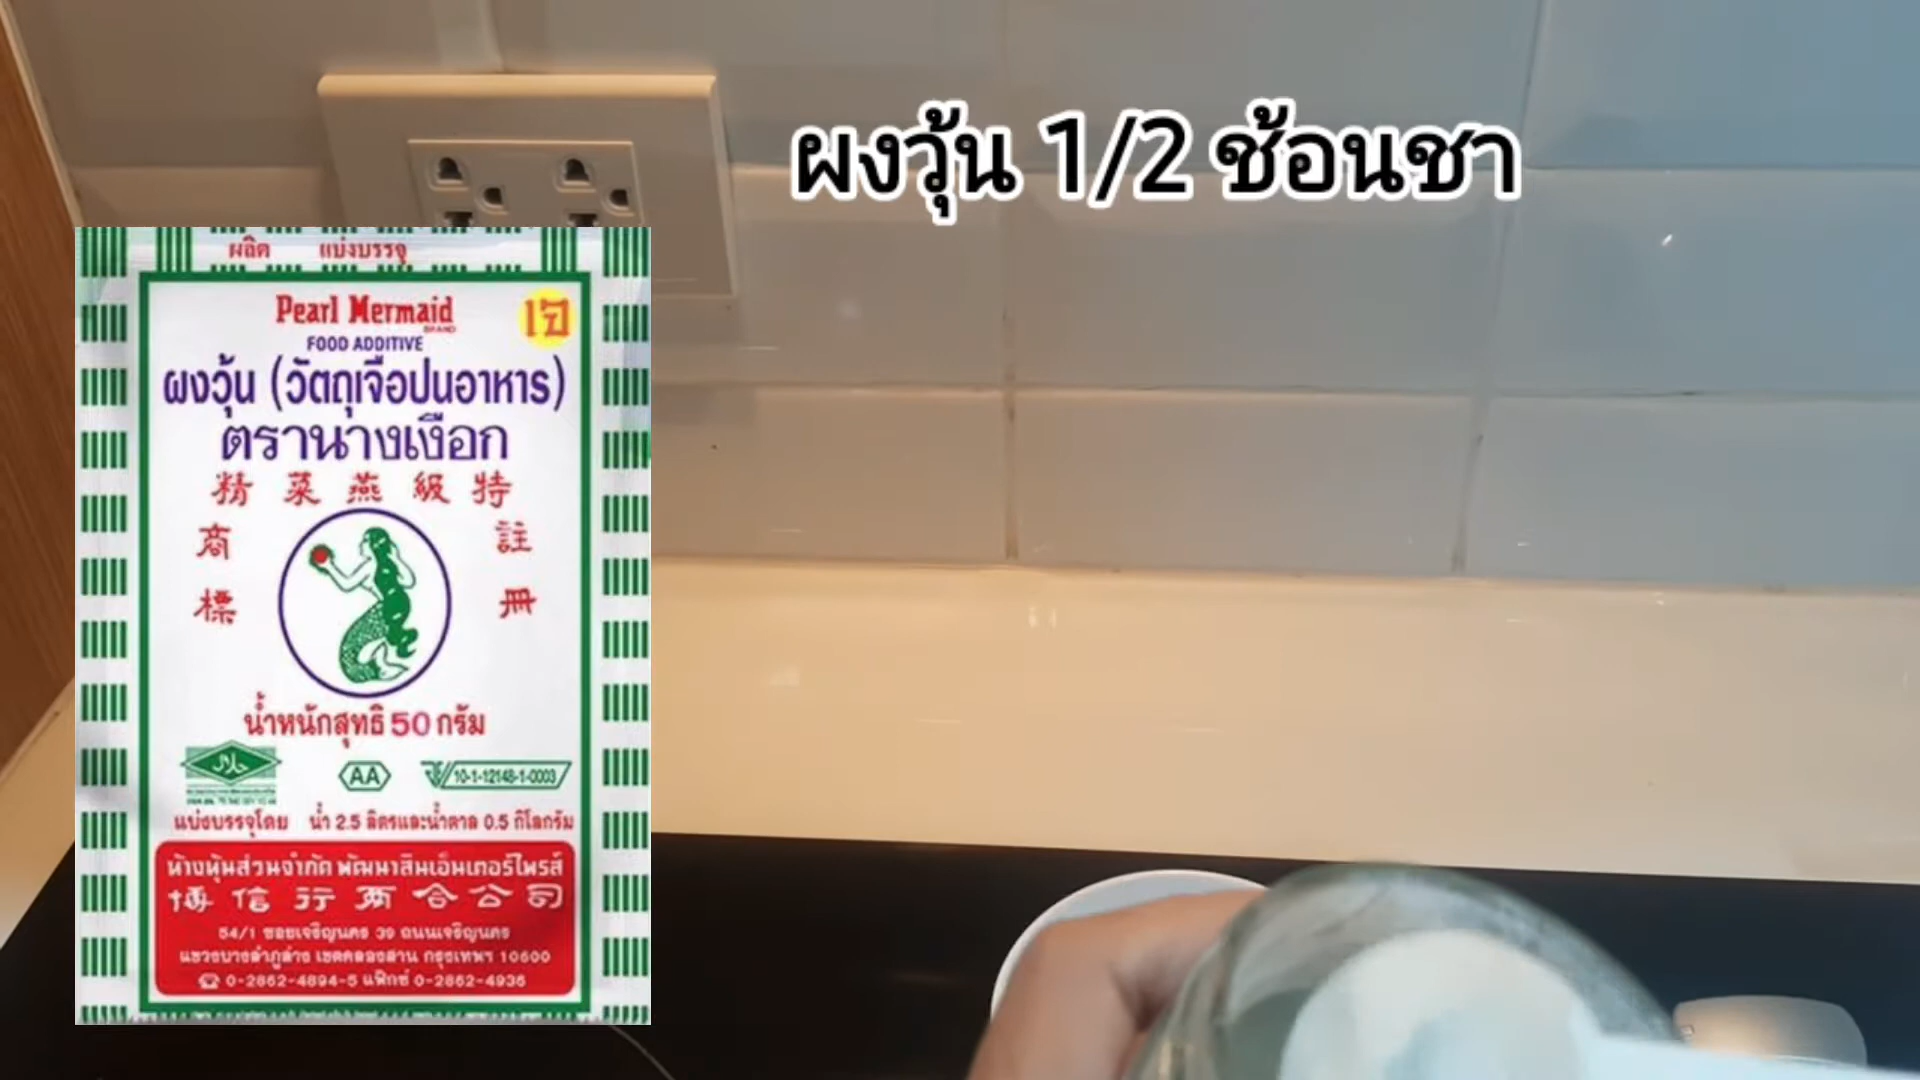 ผงวุ้น 1/2 ช้อนชา
ผลิต แบ่งบรรจุ
Pearl Mermaid
BRAND
เจ
FOOD ADDITIVE
ผงวุ้น (วัตถุเจือปนอาหาร)
ตรานางเงือก
精菜燕級特
商 註
標 冊
น้ำหนักสุทธิ 50 กรัม
حلال
AA
10-1-12148-1-0003
แบ่งบรรจุโดย น้ำ 2.5 ลิตรและน้ำตาล 0.5 กิโลกรัม
ห้างหุ้นส่วนจำกัด พัฒนาสินเอ็นเตอร์ไพรส์
博信行兩合公司
54/1 ซอยเจริญนคร 39 ถนนเจริญนคร
แขวงบางลำภูล่าง เขตคลองสาน กรุงเทพฯ 10600
☎ 0-2862-4894-5 แฟ็กซ์ 0-2862-4936